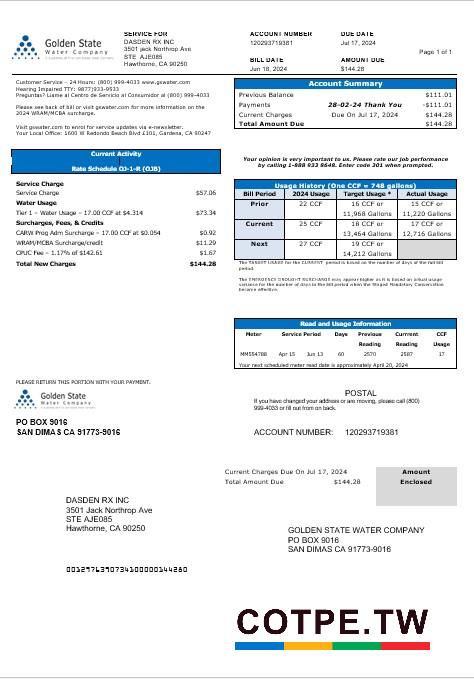 Golden State
Water Company
SERVICE FOR
DASDEN RX INC
3501 jack Northrop Ave
STE AJE085
Hawthorne, CA 90250
ACCOUNT NUMBER
120293719381
BILL DATE
Jun 18, 2024
DUE DATE
Jul 17, 2024
AMOUNT DUE
$144.28
Page 1 of 1
Customer Service – 24 Hours: (800) 999-4033 www.gswater.com
Hearing Impaired TTY: 9877)933-9533
Preguntas? Llame al Centro de Servicio al Consumidor al (800) 999-4033
Please see back of bill or visit gswater.com for more information on the
2024 WRAM/MCBA surcharge.
Visit gswater.com to enrol for service updates via e-newsletter.
Your Local Office: 1600 W Redondo Beach Blvd £101, Gardena, CA 90247
Account Summary
Previous Balance $111.01
Payments 28-02-24 Thank You -$111.01
Current Charges Due On Jul 17, 2024 $144.28
Total Amount Due $144.28
Current Activity
Rate Schedule OJ-1-R (OJB)
Your opinion is very important to us. Please rate our job performance
by calling 1-888 933 8648. Enter code 301 when prompted.
Service Charge
Service Charge $57.06
Water Usage
Tier 1 – Water Usage – 17.00 CCF at $4.314 $73.34
Surcharges, Fees, & Credits
CARW Prog Adm Surcharge – 17.00 CCF at $0.054 $0.92
WRAM/MCBA Surcharge/credit $11.29
CPUC Fee – 1.17% of $142.61 $1.67
Total New Charges $144.28
Usage History (One CCF = 748 gallons)
Bill Period 2024 Usage Target Usage * Actual Usage
Prior 22 CCF 16 CCF or 15 CCF or
11,968 Gallons 11,220 Gallons
Current 25 CCF 18 CCF or 17 CCF or
13,464 Gallons 12,716 Gallons
Next 27 CCF 19 CCF or
14,212 Gallons
The TARGET USAGE for the CURRENT period is based on the number of days of the full bill
period.
The EMERGENCY DROUGHT SURCHARGE may appear higher as it is based on actual usage
variance for the number of days in the bill period when the Staged Mandatory Conservation
became effective.
Read and Usage Information
Meter Service Period Days Previous Current CCF
Reading Reading Usage
MM554788 Apr 15 Jun 13 60 2570 2587 17
Your next scheduled meter read date is approximately April 20, 2024
PLEASE RETURN THIS PORTION WITH YOUR PAYMENT.
Golden State
Water Company
PO BOX 9016
SAN DIMAS CA 91773-9016
POSTAL
If you have changed your address or are moving, please call (800)
999-4033 or fill out from on back.
ACCOUNT NUMBER: 120293719381
Current Charges Due On Jul 17, 2024
Total Amount Due $144.28
Amount
Enclosed
DASDEN RX INC
3501 Jack Northrop Ave
STE AJE085
Hawthorne, CA 90250
GOLDEN STATE WATER COMPANY
PO BOX 9016
SAN DIMAS CA 91773-9016
COTPE.TW